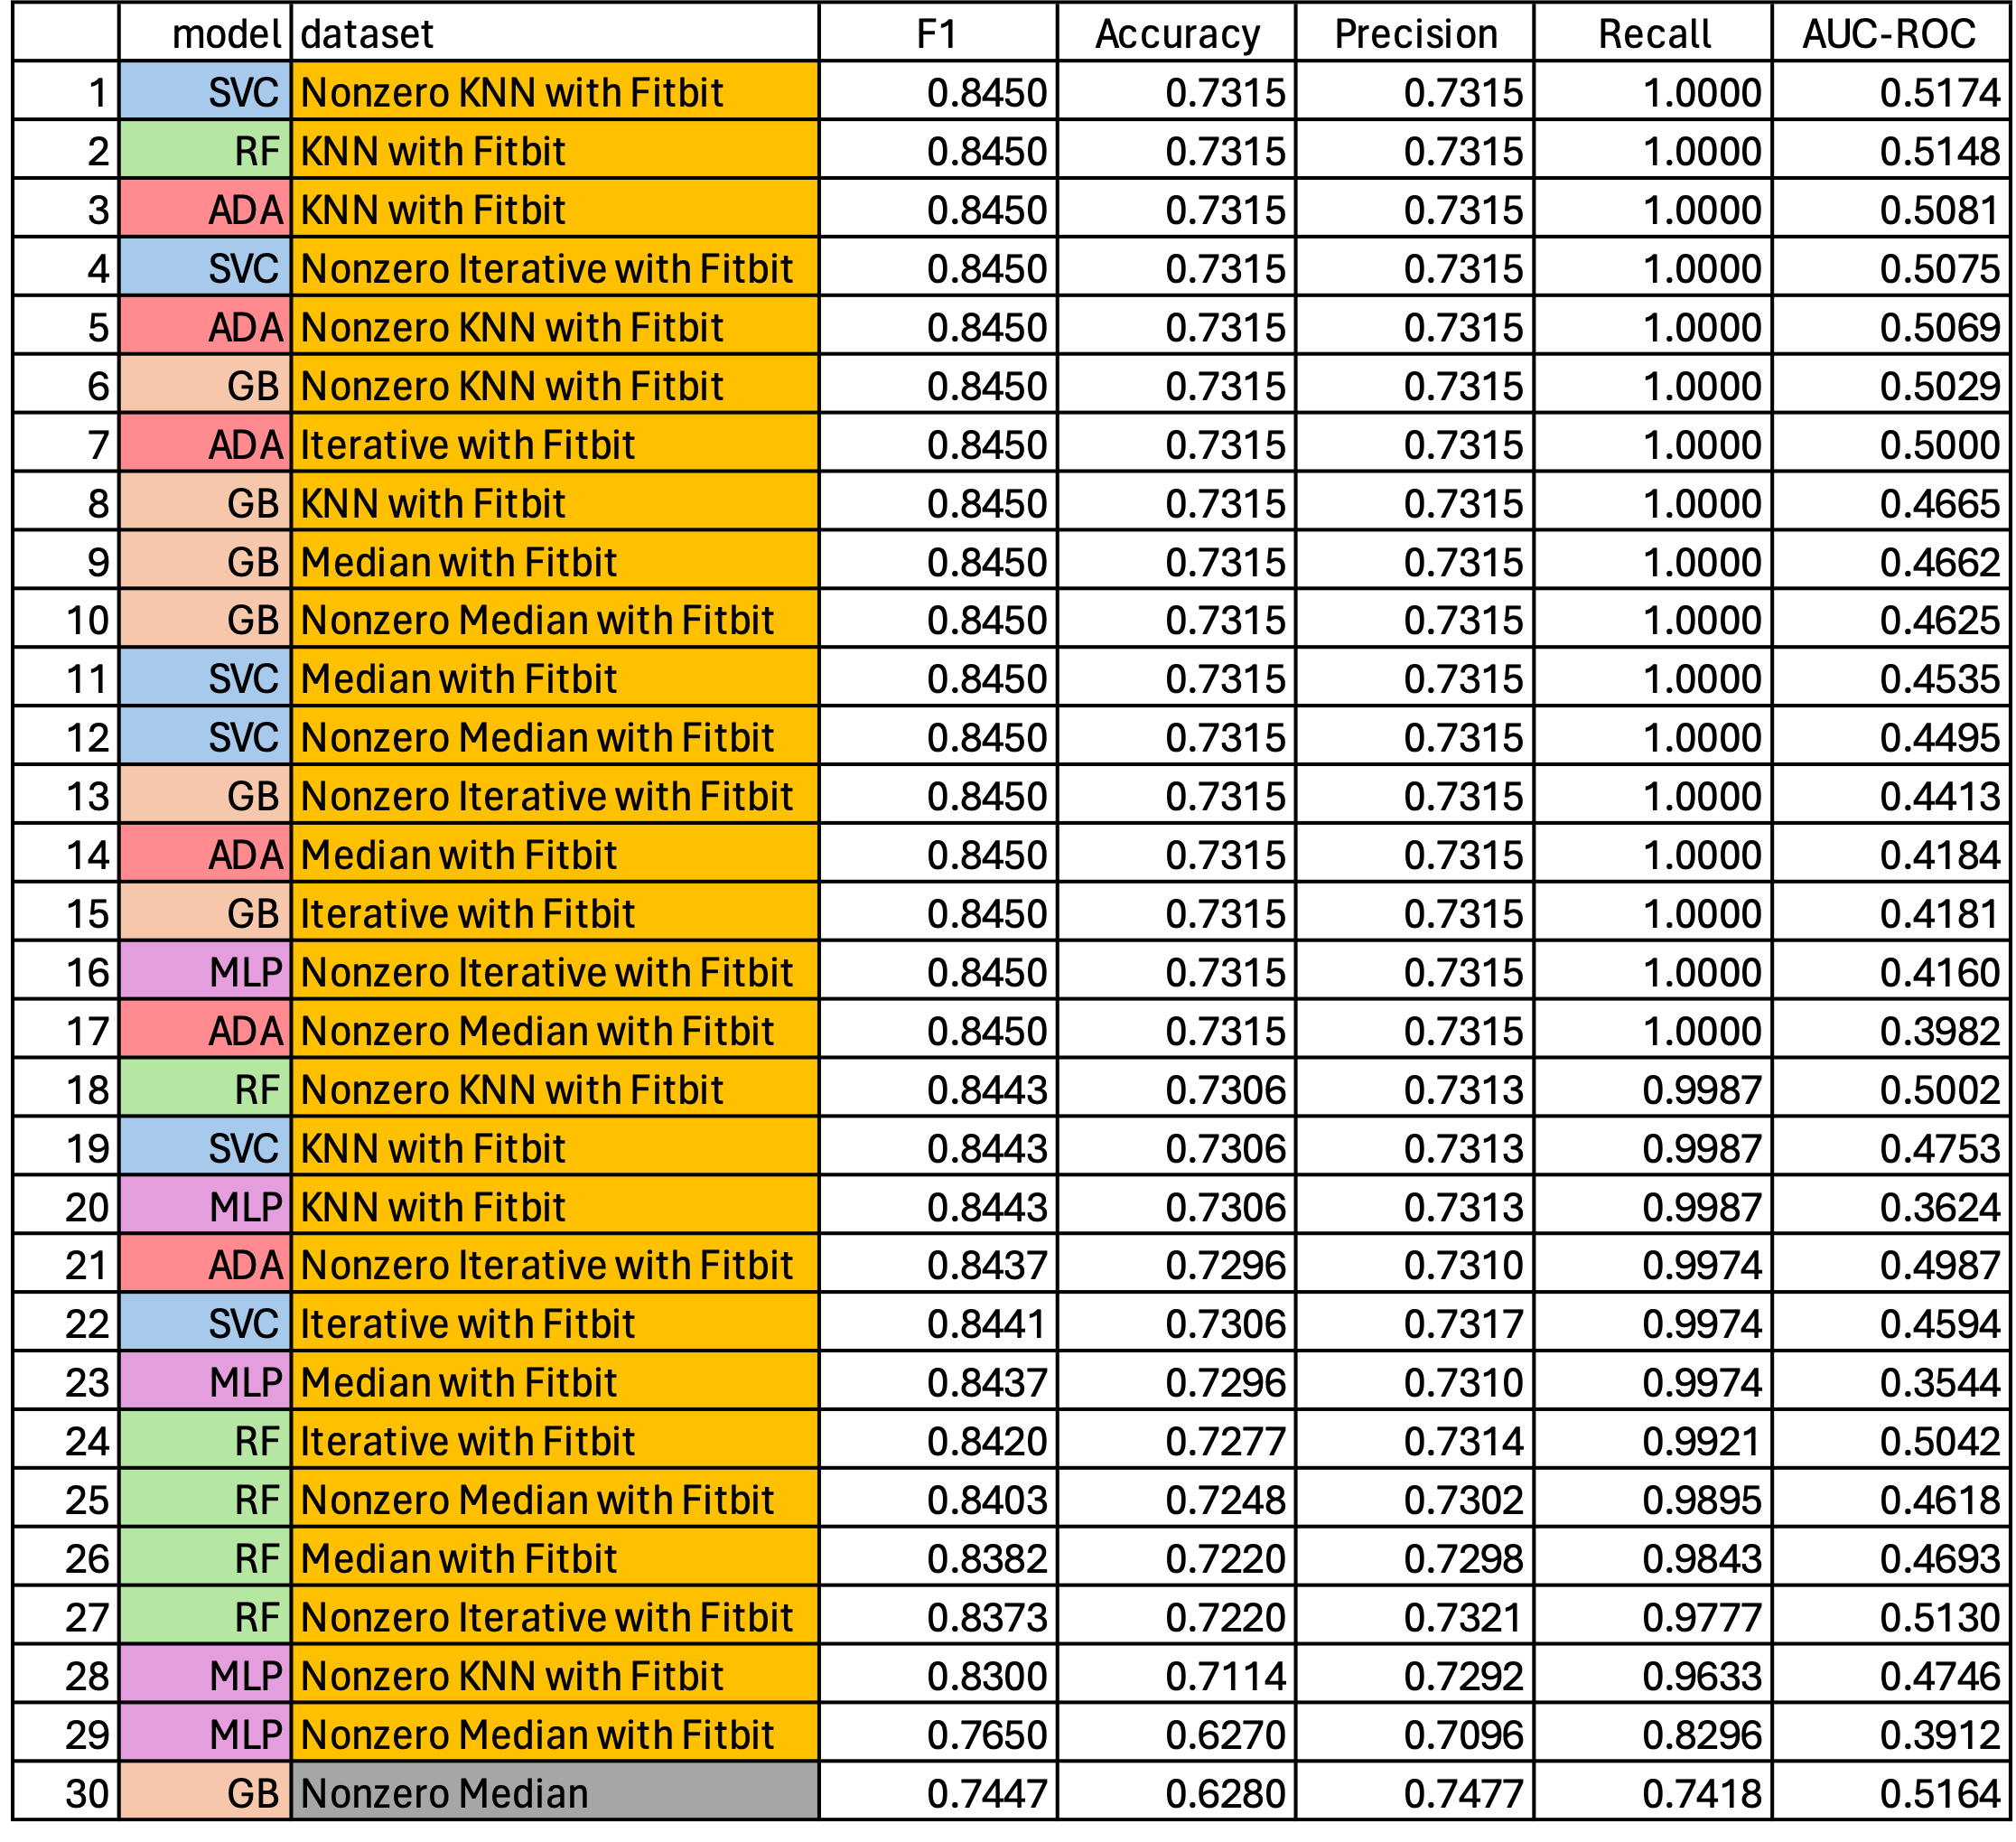 model dataset F1 Accuracy Precision Recall AUC-ROC
1 SVC Nonzero KNN with Fitbit 0.8450 0.7315 0.7315 1.0000 0.5174
2 RF KNN with Fitbit 0.8450 0.7315 0.7315 1.0000 0.5148
3 ADA KNN with Fitbit 0.8450 0.7315 0.7315 1.0000 0.5081
4 SVC Nonzero Iterative with Fitbit 0.8450 0.7315 0.7315 1.0000 0.5075
5 ADA Nonzero KNN with Fitbit 0.8450 0.7315 0.7315 1.0000 0.5069
6 GB Nonzero KNN with Fitbit 0.8450 0.7315 0.7315 1.0000 0.5029
7 ADA Iterative with Fitbit 0.8450 0.7315 0.7315 1.0000 0.5000
8 GB KNN with Fitbit 0.8450 0.7315 0.7315 1.0000 0.4665
9 GB Median with Fitbit 0.8450 0.7315 0.7315 1.0000 0.4662
10 GB Nonzero Median with Fitbit 0.8450 0.7315 0.7315 1.0000 0.4625
11 SVC Median with Fitbit 0.8450 0.7315 0.7315 1.0000 0.4535
12 SVC Nonzero Median with Fitbit 0.8450 0.7315 0.7315 1.0000 0.4495
13 GB Nonzero Iterative with Fitbit 0.8450 0.7315 0.7315 1.0000 0.4413
14 ADA Median with Fitbit 0.8450 0.7315 0.7315 1.0000 0.4184
15 GB Iterative with Fitbit 0.8450 0.7315 0.7315 1.0000 0.4181
16 MLP Nonzero Iterative with Fitbit 0.8450 0.7315 0.7315 1.0000 0.4160
17 ADA Nonzero Median with Fitbit 0.8450 0.7315 0.7315 1.0000 0.3982
18 RF Nonzero KNN with Fitbit 0.8443 0.7306 0.7313 0.9987 0.5002
19 SVC KNN with Fitbit 0.8443 0.7306 0.7313 0.9987 0.4753
20 MLP KNN with Fitbit 0.8443 0.7306 0.7313 0.9987 0.3624
21 ADA Nonzero Iterative with Fitbit 0.8437 0.7296 0.7310 0.9974 0.4987
22 SVC Iterative with Fitbit 0.8441 0.7306 0.7317 0.9974 0.4594
23 MLP Median with Fitbit 0.8437 0.7296 0.7310 0.9974 0.3544
24 RF Iterative with Fitbit 0.8420 0.7277 0.7314 0.9921 0.5042
25 RF Nonzero Median with Fitbit 0.8403 0.7248 0.7302 0.9895 0.4618
26 RF Median with Fitbit 0.8382 0.7220 0.7298 0.9843 0.4693
27 RF Nonzero Iterative with Fitbit 0.8373 0.7220 0.7321 0.9777 0.5130
28 MLP Nonzero KNN with Fitbit 0.8300 0.7114 0.7292 0.9633 0.4746
29 MLP Nonzero Median with Fitbit 0.7650 0.6270 0.7096 0.8296 0.3912
30 GB Nonzero Median 0.7447 0.6280 0.7477 0.7418 0.5164